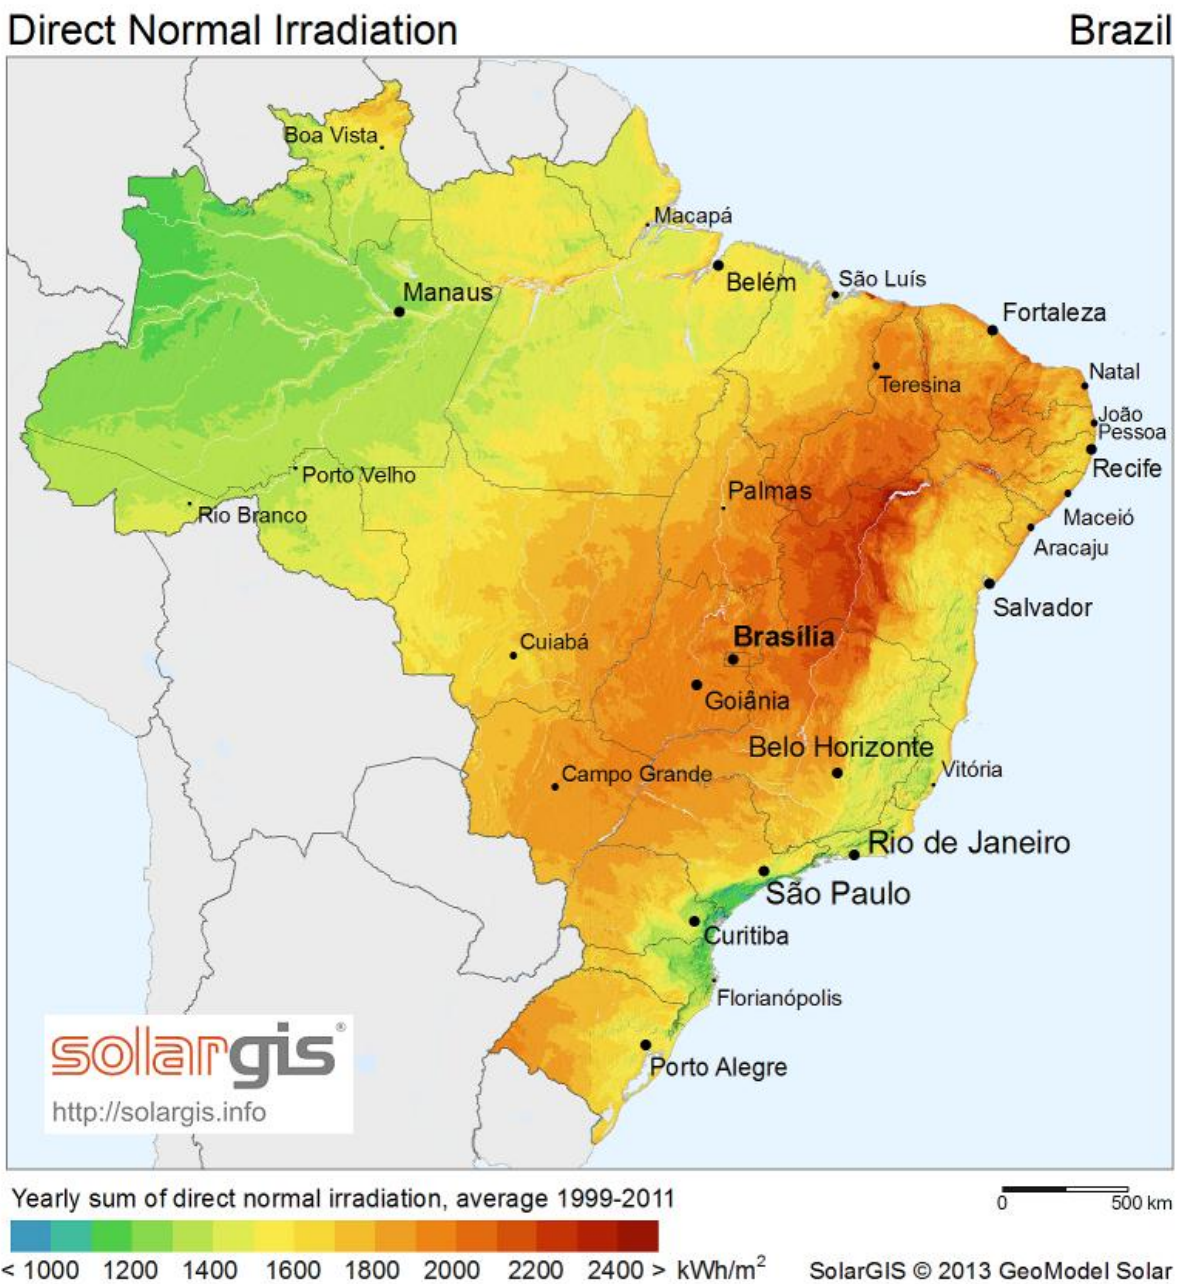 Direct Normal Irradiation
Brazil
Boa Vista
Macapá
Belém
São Luís
Manaus
Fortaleza
Teresina
Natal
João
Pessoa
Recife
Porto Velho
Palmas
Rio Branco
Maceió
Aracaju
Salvador
Brasília
Cuiabá
Goiânia
Belo Horizonte
Campo Grande
Vitória
Rio de Janeiro
São Paulo
Curitiba
Florianópolis
Porto Alegre
solargis®
http://solargis.info
Yearly sum of direct normal irradiation, average 1999-2011
0 500 km
< 1000 1200 1400 1600 1800 2000 2200 2400 > kWh/m²
SolarGIS © 2013 GeoModel Solar